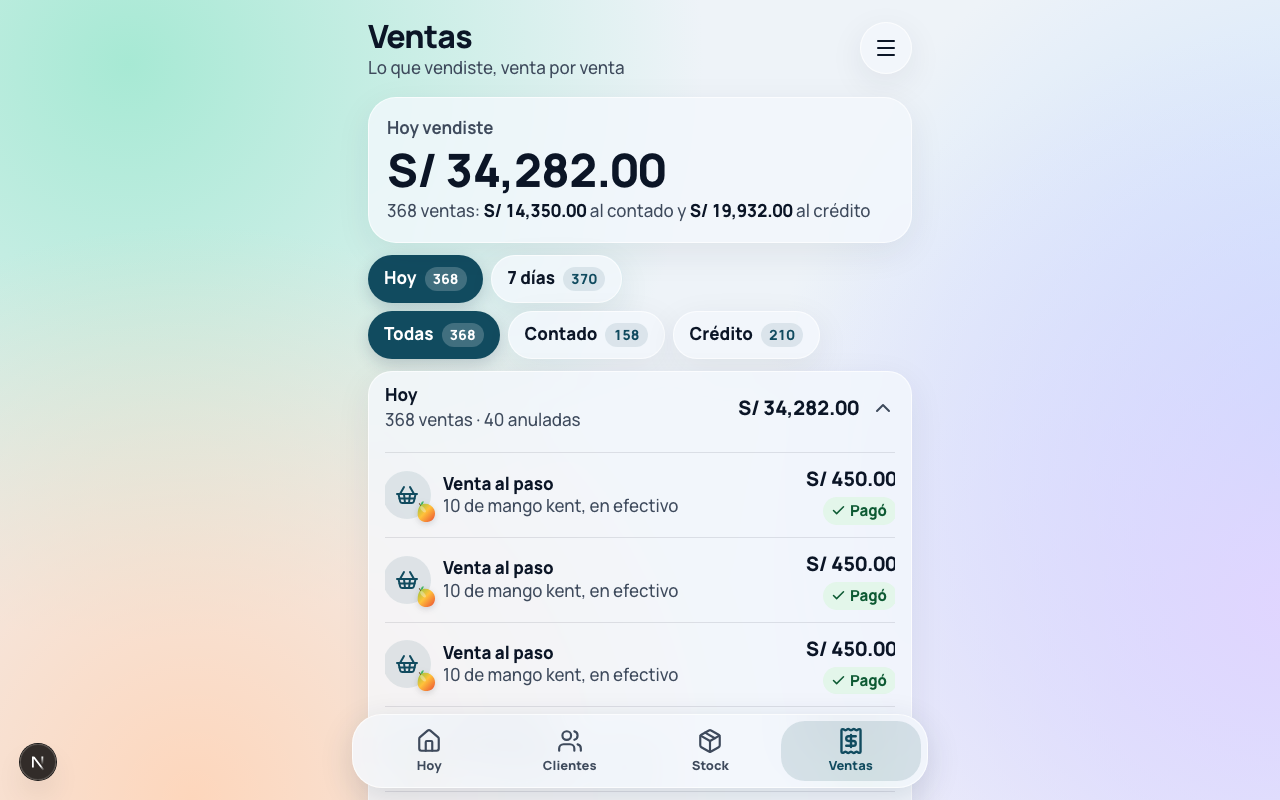 Ventas
Lo que vendiste, venta por venta
Hoy vendiste
S/ 34,282.00
368 ventas: S/ 14,350.00 al contado y S/ 19,932.00 al crédito
Hoy 368 7 días 370
Todas 368 Contado 158 Crédito 210
Hoy
368 ventas · 40 anuladas
S/ 34,282.00
Venta al paso
10 de mango kent, en efectivo
S/ 450.00
Pagó
Venta al paso
10 de mango kent, en efectivo
S/ 450.00
Pagó
Venta al paso
10 de mango kent, en efectivo
S/ 450.00
Pagó
Hoy Clientes Stock Ventas
N